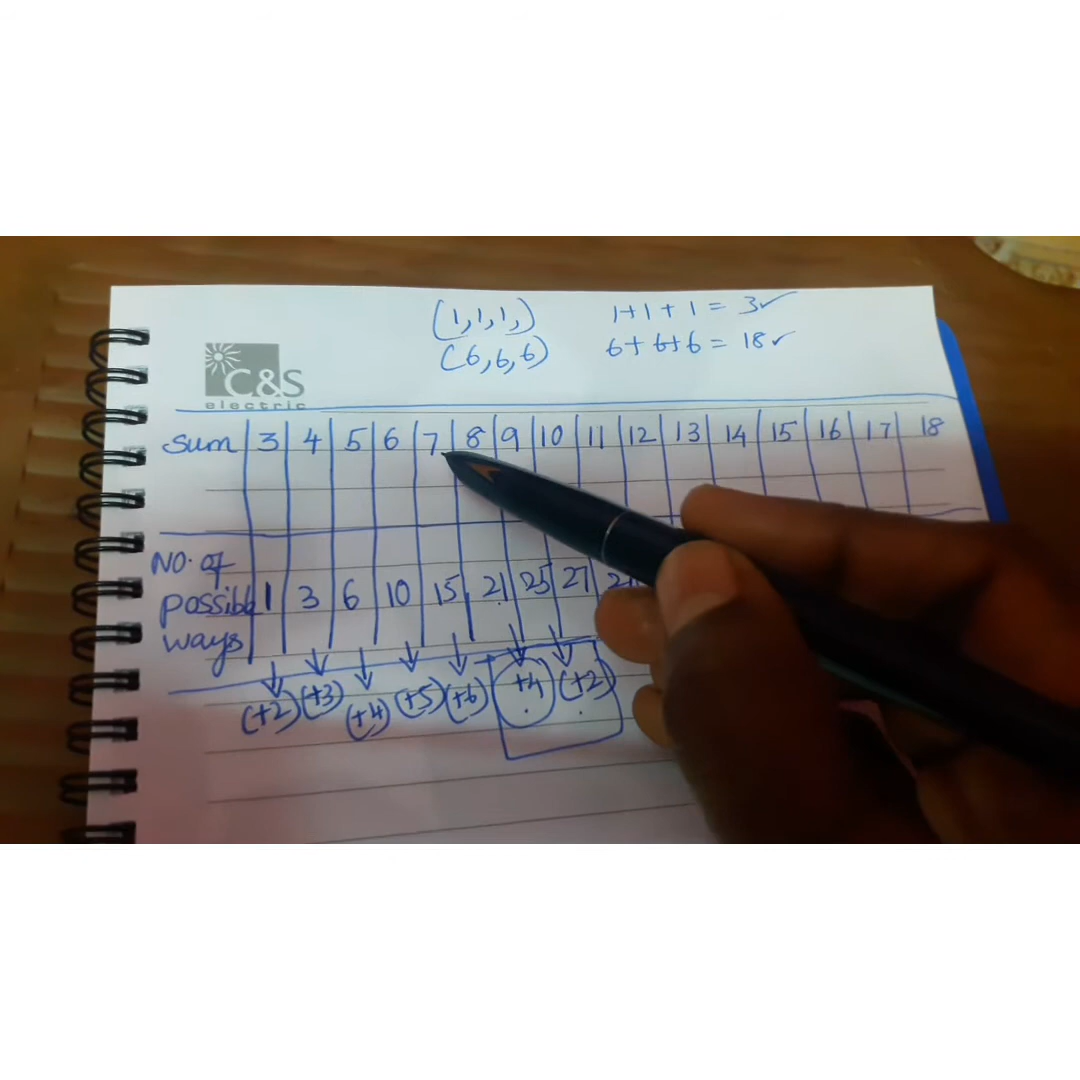 (1,1,1,) 1+1+1 = 3✓
(6,6,6) 6+6+6 = 18✓
C&S
electric
Sum 3 4 5 6 7 8 9 10 11 12 13 14 15 16 17 18
NO. of
possible 1 3 6 10 15 21 25 27
ways
(+2) (+3) (+4) (+5) (+6) (+4) (+2)